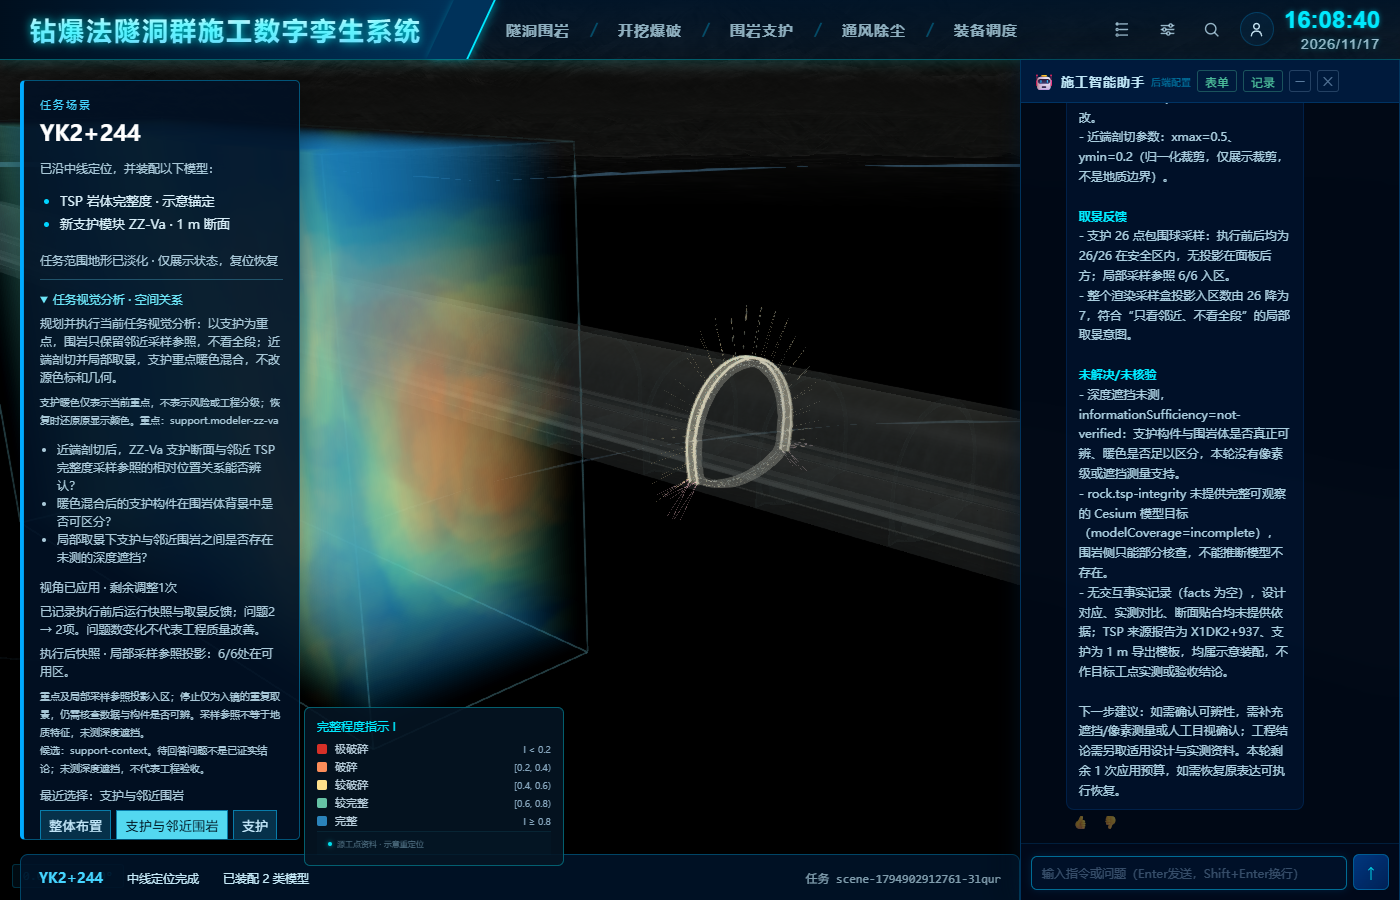 钻爆法隧洞群施工数字孪生系统
隧洞围岩 / 开挖爆破 / 围岩支护 / 通风除尘 / 装备调度
16:08:40
2026/11/17
任务场景
YK2+244
已沿中线定位，并装配以下模型：
• TSP 岩体完整度 · 示意锚定
• 新支护模块 ZZ-Va · 1 m 断面
任务范围地形已淡化 · 仅展示状态，复位恢复
▼ 任务视觉分析 · 空间关系
规划并执行当前任务视觉分析：以支护为重
点，围岩只保留邻近采样参照，不看全段；近
端剖切并局部取景，支护重点暖色混合，不改
源色标和几何。
支护暖色仅表示当前重点，不表示风险或工程分级；恢
复时还原原显示颜色。重点：support.modeler-zz-va
• 近端剖切后，ZZ-Va 支护断面与邻近 TSP
完整度采样参照的相对位置关系能否辨
认？
• 暖色混合后的支护构件在围岩体背景中是
否可区分？
• 局部取景下支护与邻近围岩之间是否存在
未测的深度遮挡？
视角已应用 · 剩余调整1次
已记录执行前后运行快照与取景反馈；问题2
→ 2项。问题数变化不代表工程质量改善。
执行后快照 · 局部采样参照投影：6/6处在可
用区。
重点及局部采样参照投影入区；停止仅为入镜的重复取
景，仍需核查数据与构件是否可辨。采样参照不等于地
质特征，未测深度遮挡。
候选：support-context。待回答问题不是已证实结
论；未测深度遮挡，不代表工程验收。
最近选择：支护与邻近围岩
整体布置 支护与邻近围岩 支护
完整程度指示 I
极破碎 I < 0.2
破碎 [0.2, 0.4)
较破碎 [0.4, 0.6)
较完整 [0.6, 0.8)
完整 I ≥ 0.8
源工点资料 · 示意重定位
YK2+244 中线定位完成 已装配 2 类模型
任务 scene-1794902912761-3lqur
施工智能助手 后端配置 表单 记录
改。
- 近端剖切参数：xmax=0.5、
ymin=0.2（归一化裁剪，仅展示裁剪，
不是地质边界）。
取景反馈
- 支护 26 点包围球采样：执行前后均为
26/26 在安全区内，无投影在面板后
方；局部采样参照 6/6 入区。
- 整个渲染采样盒投影入区数由 26 降为
7，符合“只看邻近、不看全段”的局部
取景意图。
未解决/未核验
- 深度遮挡未测，
informationSufficiency=not-
verified：支护构件与围岩体是否真正可
辨、暖色是否足以区分，本轮没有像素
级或遮挡测量支持。
- rock.tsp-integrity 未提供完整可观察
的 Cesium 模型目标
（modelCoverage=incomplete），
围岩侧只能部分核查，不能推断模型不
存在。
- 无交互事实记录（facts 为空），设计
对应、实测对比、断面贴合均未提供依
据；TSP 来源报告为 X1DK2+937、支
护为 1 m 导出模板，均属示意装配，不
作目标工点实测或验收结论。
下一步建议：如需确认可辨性，需补充
遮挡/像素测量或人工目视确认；工程结
论需另取适用设计与实测资料。本轮剩
余 1 次应用预算，如需恢复原表达可执
行恢复。
输入指令或问题（Enter发送，Shift+Enter换行）